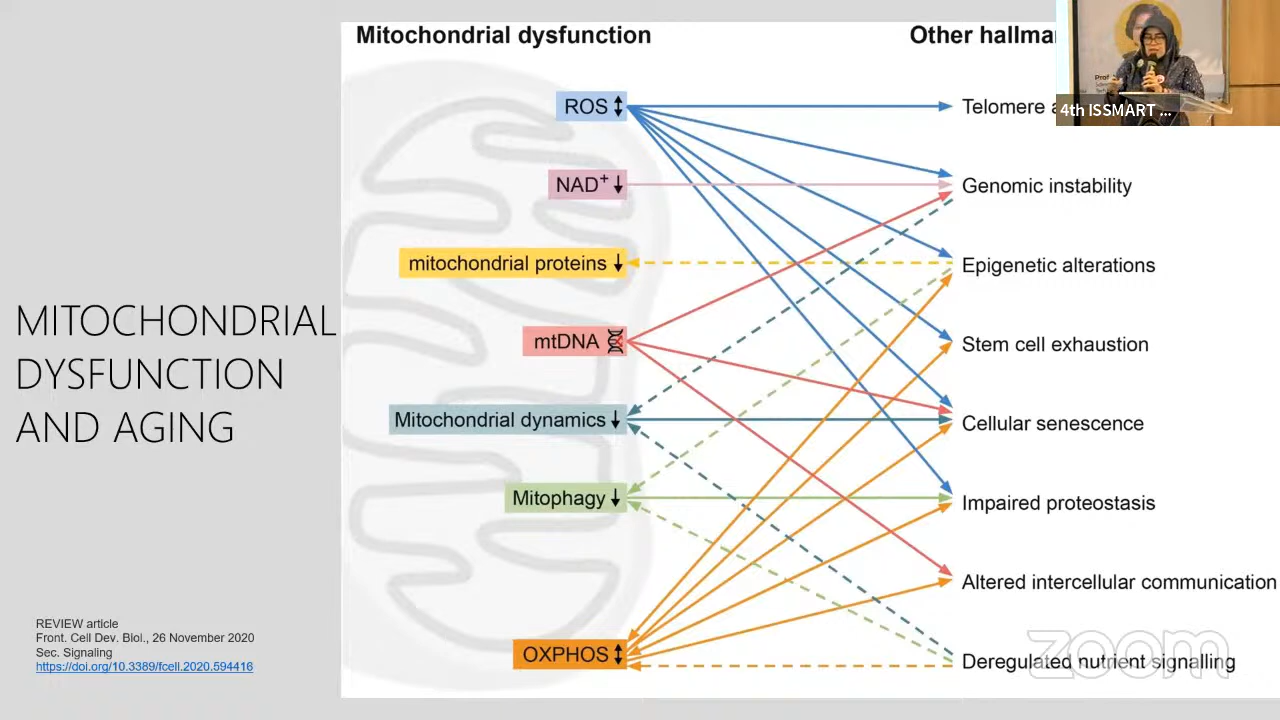 MITOCHONDRIAL
DYSFUNCTION
AND AGING
REVIEW article
Front. Cell Dev. Biol., 26 November 2020
Sec. Signaling
https://doi.org/10.3389/fcell.2020.594416
Mitochondrial dysfunction
ROS
NAD+
mitochondrial proteins
mtDNA
Mitochondrial dynamics
Mitophagy
OXPHOS
Other
Telomere
Genomic instability
Epigenetic alterations
Stem cell exhaustion
Cellular senescence
Impaired proteostasis
Altered intercellular communication
Deregulated nutrient signalling
4th ISSMART ...
zoom